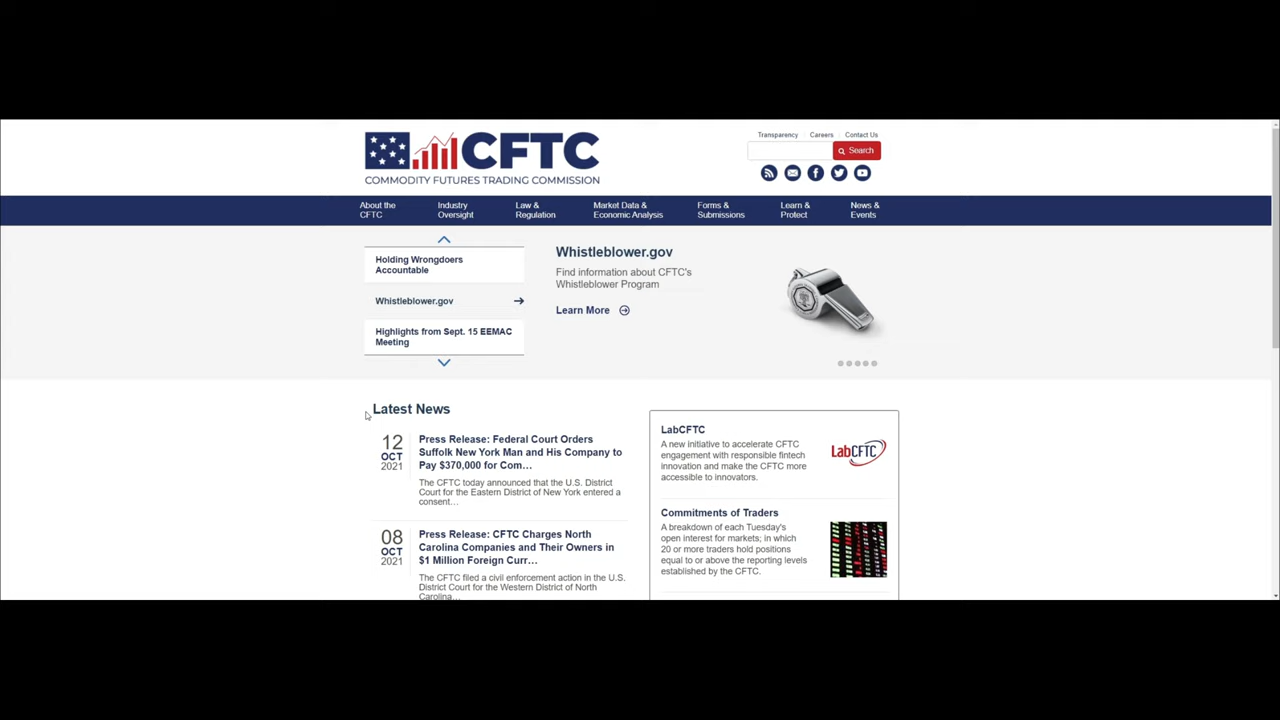 CFTC
COMMODITY FUTURES TRADING COMMISSION
Transparency
Careers
Contact Us
Search
About the
CFTC
Industry
Oversight
Law &
Regulation
Market Data &
Economic Analysis
Forms &
Submissions
Learn &
Protect
News &
Events
Holding Wrongdoers
Accountable
Whistleblower.gov
Highlights from Sept. 15 EEMAC
Meeting
Whistleblower.gov
Find information about CFTC's
Whistleblower Program
Learn More
Latest News
12
OCT
2021
Press Release: Federal Court Orders
Suffolk New York Man and His Company to
Pay $370,000 for Com…
The CFTC today announced that the U.S. District
Court for the Eastern District of New York entered a
consent…
08
OCT
2021
Press Release: CFTC Charges North
Carolina Companies and Their Owners in
$1 Million Foreign Curr…
The CFTC filed a civil enforcement action in the U.S.
District Court for the Western District of North
Carolina…
LabCFTC
A new initiative to accelerate CFTC
engagement with responsible fintech
innovation and make the CFTC more
accessible to innovators.
LabCFTC
Commitments of Traders
A breakdown of each Tuesday's
open interest for markets; in which
20 or more traders hold positions
equal to or above the reporting levels
established by the CFTC.